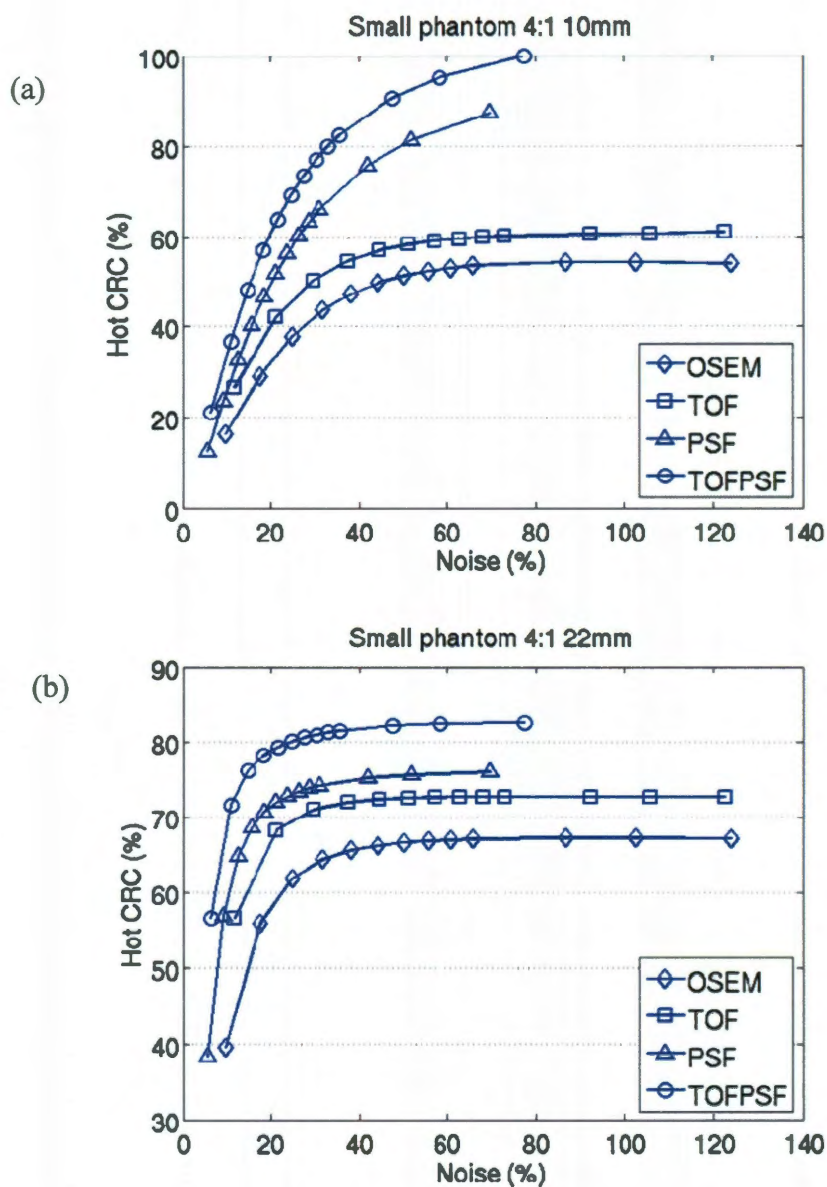 Small phantom 4:1 10mm
(a)
100
80
60
40
20
0
Hot CRC (%)
OSEM
TOF
PSF
TOFPSF
0 20 40 60 80 100 120 140
Noise (%)
Small phantom 4:1 22mm
(b)
90
80
70
60
50
40
30
Hot CRC (%)
OSEM
TOF
PSF
TOFPSF
0 20 40 60 80 100 120 140
Noise (%)